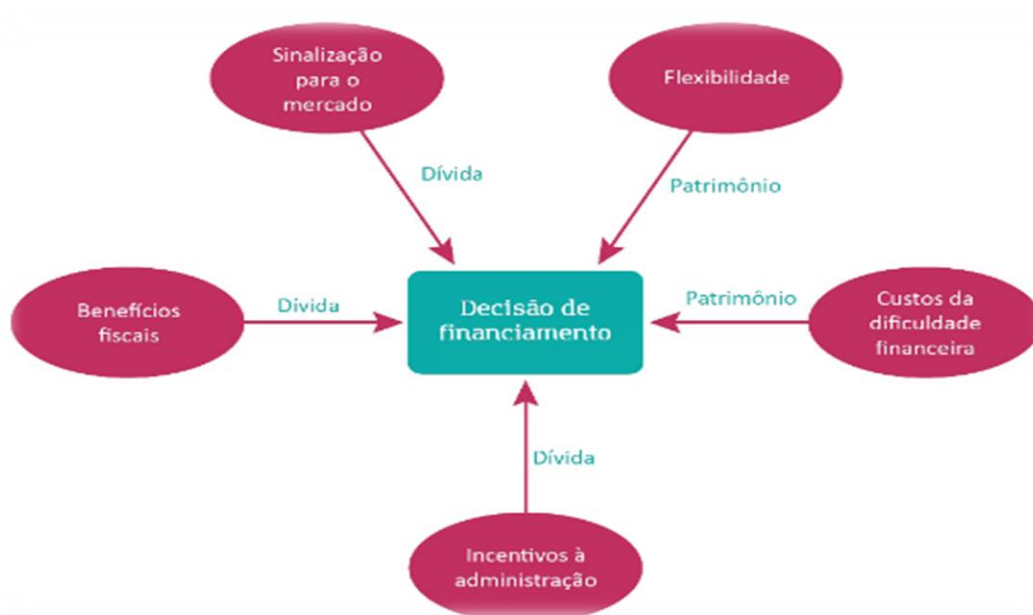 Sinalização
para o
mercado
Flexibilidade
Dívida
Patrimônio
Benefícios
fiscais
Dívida
Decisão de
financiamento
Patrimônio
Custos da
dificuldade
financeira
Dívida
Incentivos à
administração